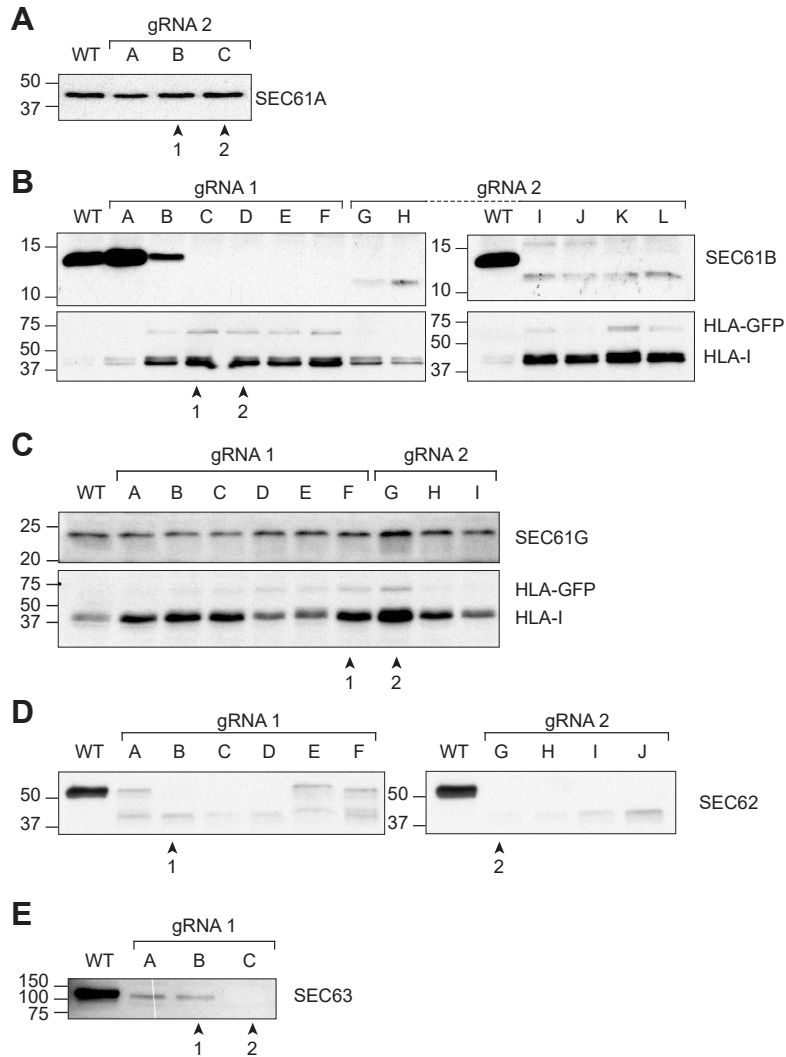 A
gRNA 2
WT A B C
50
37
SEC61A
1 2
B
gRNA 1 gRNA 2
WT A B C D E F G H WT I J K L
15 15
10 10
SEC61B
75 75
50 50
37 37
HLA-GFP
HLA-I
1 2
C
gRNA 1 gRNA 2
WT A B C D E F G H I
25
20
SEC61G
75
50
37
HLA-GFP
HLA-I
1 2
D
gRNA 1 gRNA 2
WT A B C D E F WT G H I J
50 50
37 37
SEC62
1 2
E
gRNA 1
WT A B C
150
100
75
SEC63
1 2